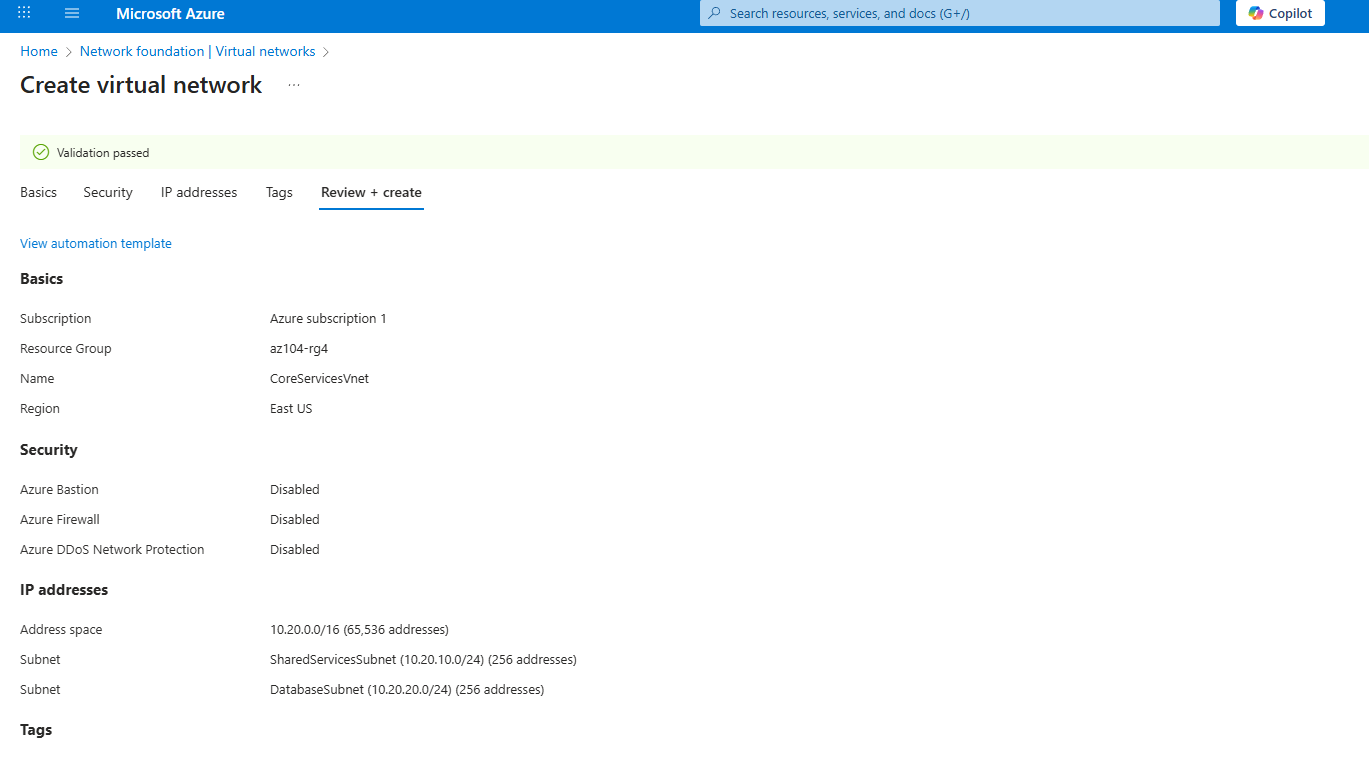 Microsoft Azure
Search resources, services, and docs (G+/)
Copilot
Home > Network foundation | Virtual networks >
Create virtual network ...
Validation passed
Basics Security IP addresses Tags Review + create
View automation template
Basics
Subscription Azure subscription 1
Resource Group az104-rg4
Name CoreServicesVnet
Region East US
Security
Azure Bastion Disabled
Azure Firewall Disabled
Azure DDoS Network Protection Disabled
IP addresses
Address space 10.20.0.0/16 (65,536 addresses)
Subnet SharedServicesSubnet (10.20.10.0/24) (256 addresses)
Subnet DatabaseSubnet (10.20.20.0/24) (256 addresses)
Tags